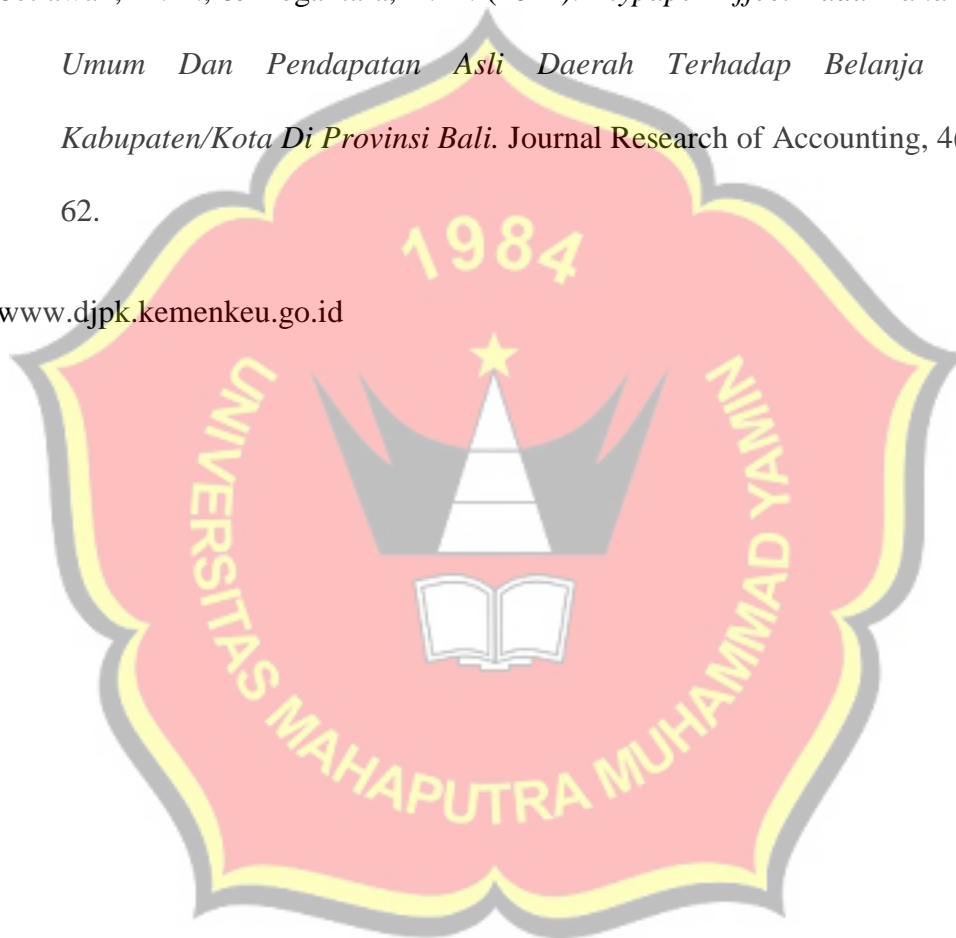 Umum Dan Pendapatan Asli Daerah Terhadap Belanja
Kabupaten/Kota Di Provinsi Bali. Journal Research of Accounting, 4(
62.
www.djpk.kemenkeu.go.id
1984
UNIVERSITAS MAHAPUTRA MUHAMMAD YAMIN